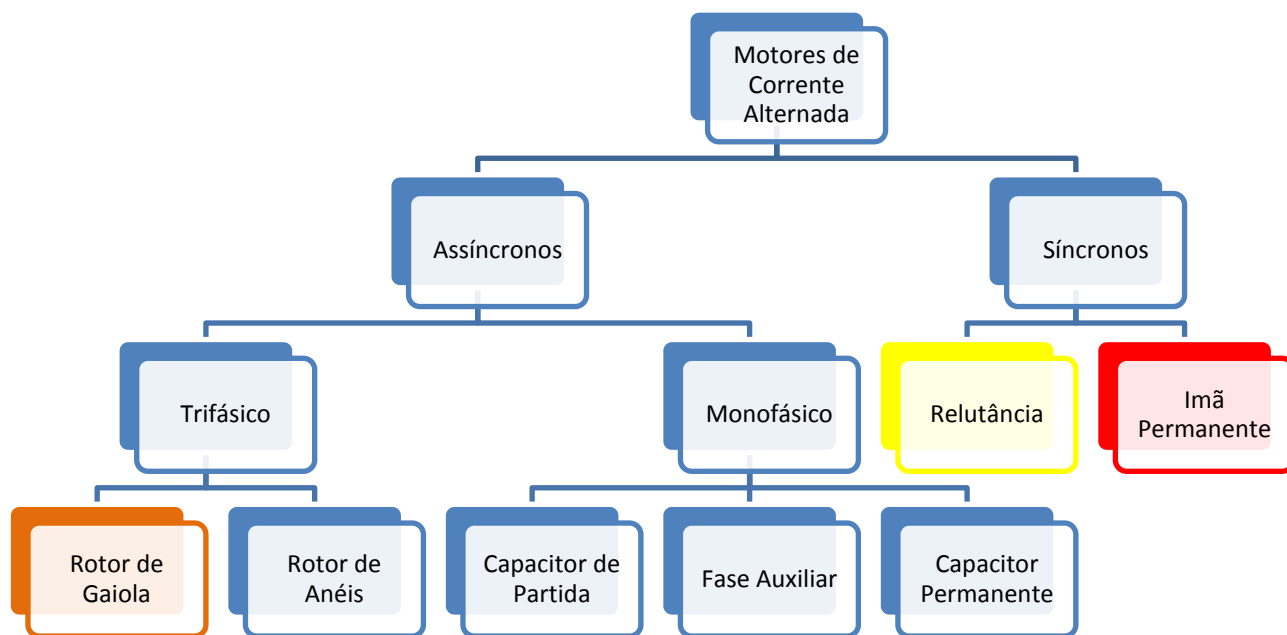 Motores de
Corrente
Alternada
Assíncronos
Síncronos
Trifásico
Monofásico
Relutância
Imã
Permanente
Rotor de
Gaiola
Rotor de
Anéis
Capacitor de
Partida
Fase Auxiliar
Capacitor
Permanente